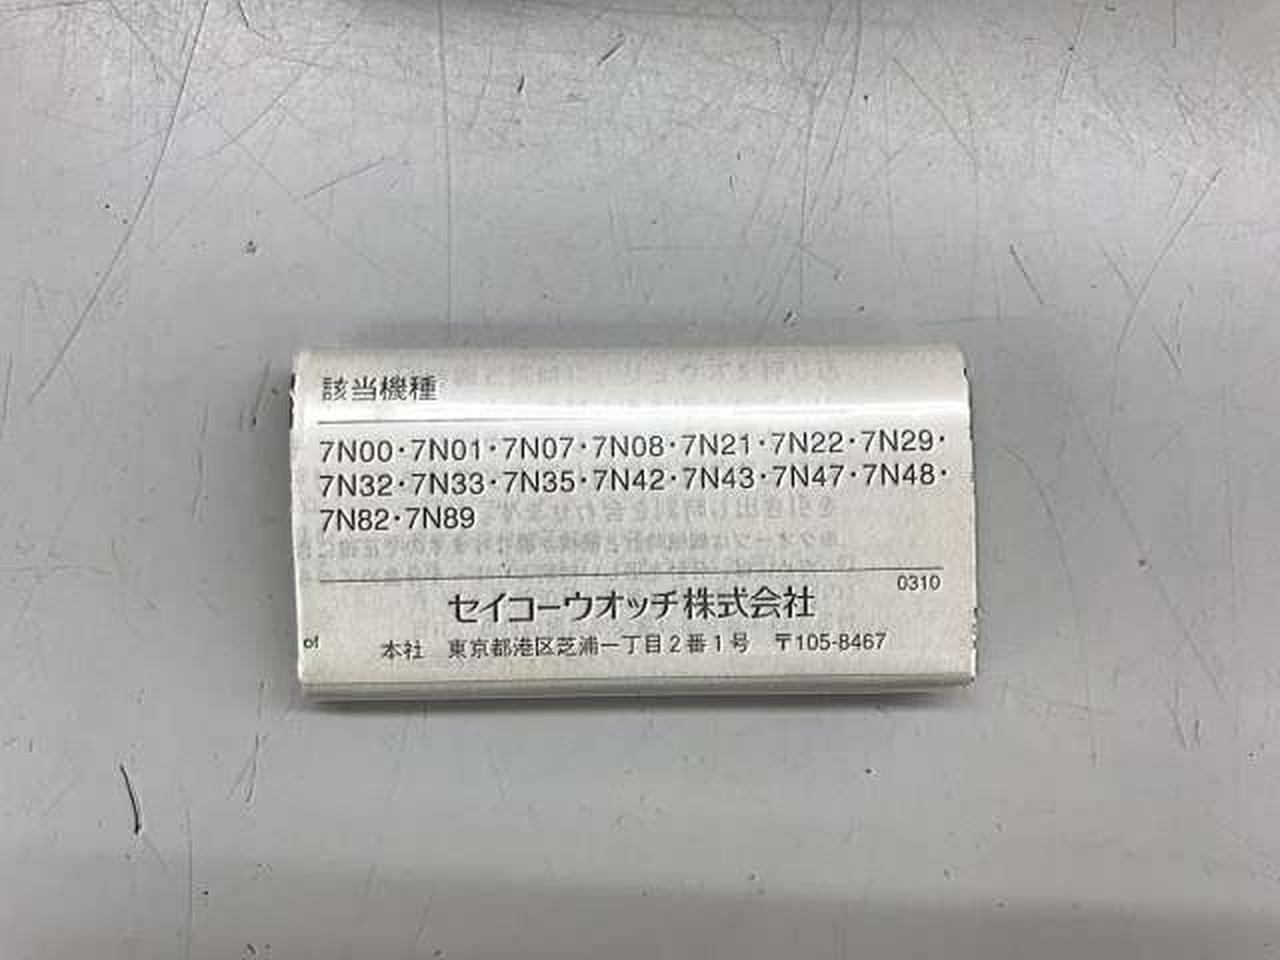 該当機種
7N00・7N01・7N07・7N08・7N21・7N22・7N29・
7N32・7N33・7N35・7N42・7N43・7N47・7N48・
7N82・7N89
0310
セイコーウオッチ株式会社
of
本社　東京都港区芝浦一丁目2番1号　〒105-8467